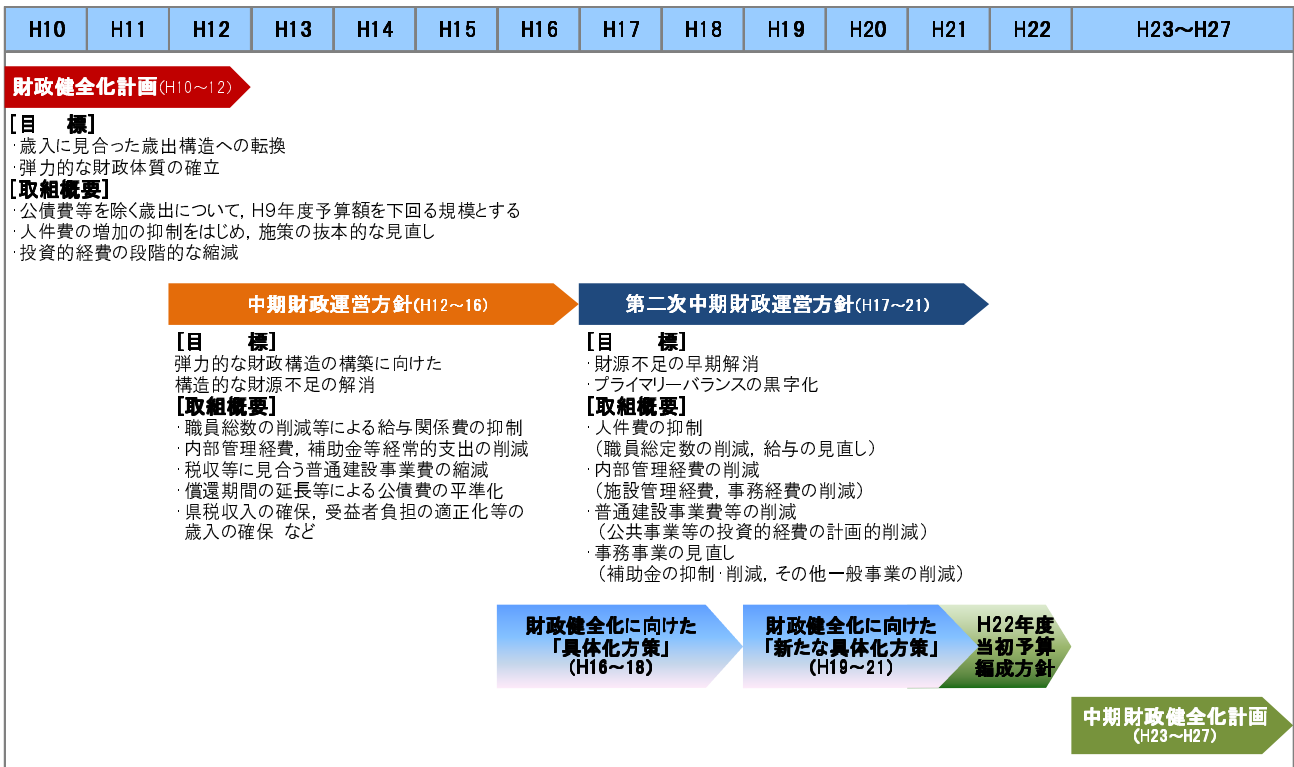 H10 H11 H12 H13 H14 H15 H16 H17 H18 H19 H20 H21 H22 H23～H27
財政健全化計画(H10～12)
[目　標]
･歳入に見合った歳出構造への転換
･弾力的な財政体質の確立
[取組概要]
･公債費等を除く歳出について, H9年度予算額を下回る規模とする
･人件費の増加の抑制をはじめ, 施策の抜本的な見直し
･投資的経費の段階的な縮減
中期財政運営方針(H12～16)
[目　標]
弾力的な財政構造の構築に向けた
構造的な財源不足の解消
[取組概要]
･職員総数の削減等による給与関係費の抑制
･内部管理経費, 補助金等経常的支出の削減
･税収等に見合う普通建設事業費の縮減
･償還期間の延長等による公債費の平準化
･県税収入の確保, 受益者負担の適正化等の
歳入の確保 など
第二次中期財政運営方針(H17～21)
[目　標]
･財源不足の早期解消
･プライマリーバランスの黒字化
[取組概要]
･人件費の抑制
（職員総定数の削減, 給与の見直し）
･内部管理経費の削減
（施設管理経費, 事務経費の削減）
･普通建設事業費等の削減
（公共事業等の投資的経費の計画的削減）
･事務事業の見直し
（補助金の抑制･削減, その他一般事業の削減）
財政健全化に向けた
「具体化方策」
(H16～18)
財政健全化に向けた
「新たな具体化方策」
(H19～21)
H22年度
当初予算
編成方針
中期財政健全化計画
(H23～H27)